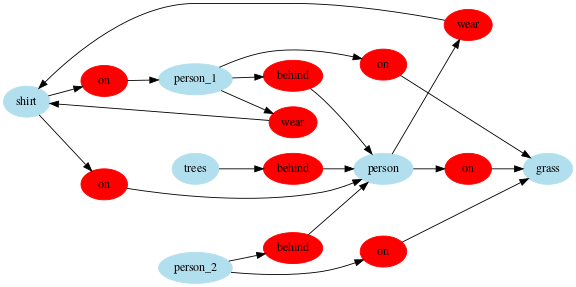 wear
on
person_1
behind
on
shirt
wear
trees
behind
person
on
grass
on
person_2
behind
on